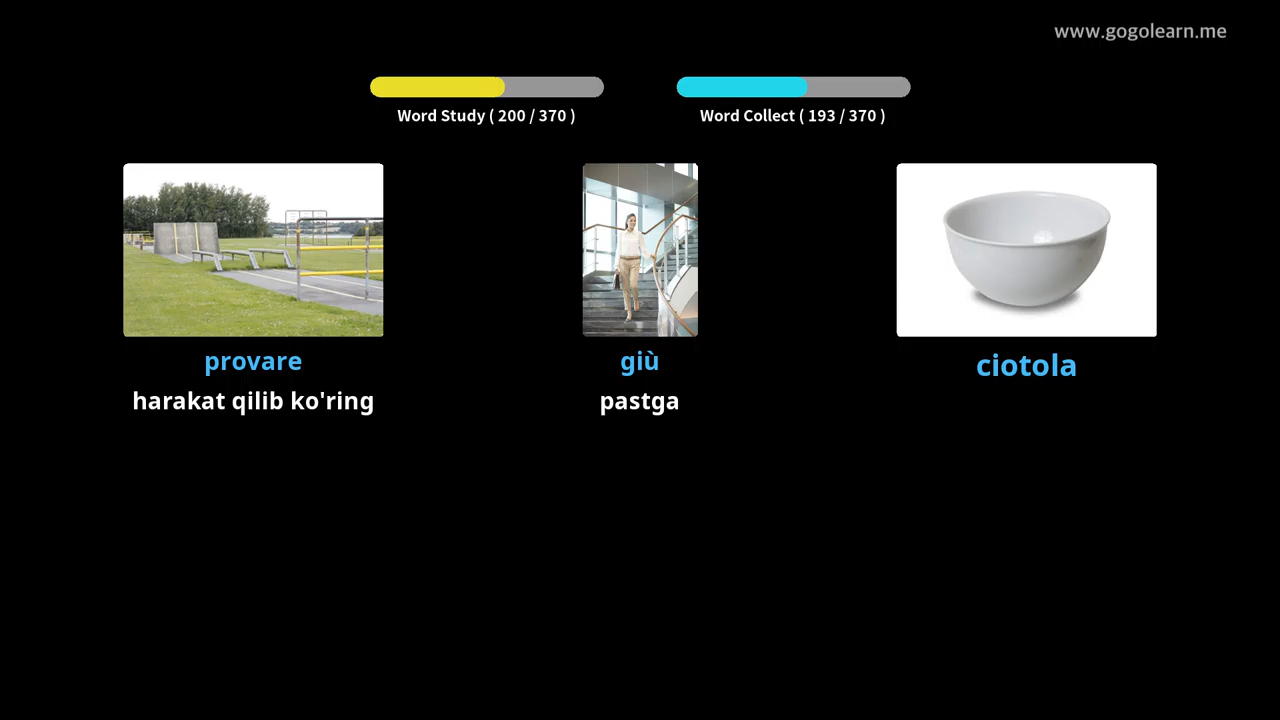 www.gogolearn.me
Word Study ( 200 / 370 )
Word Collect ( 193 / 370 )
provare
giù
ciotola
harakat qilib ko'ring
pastga